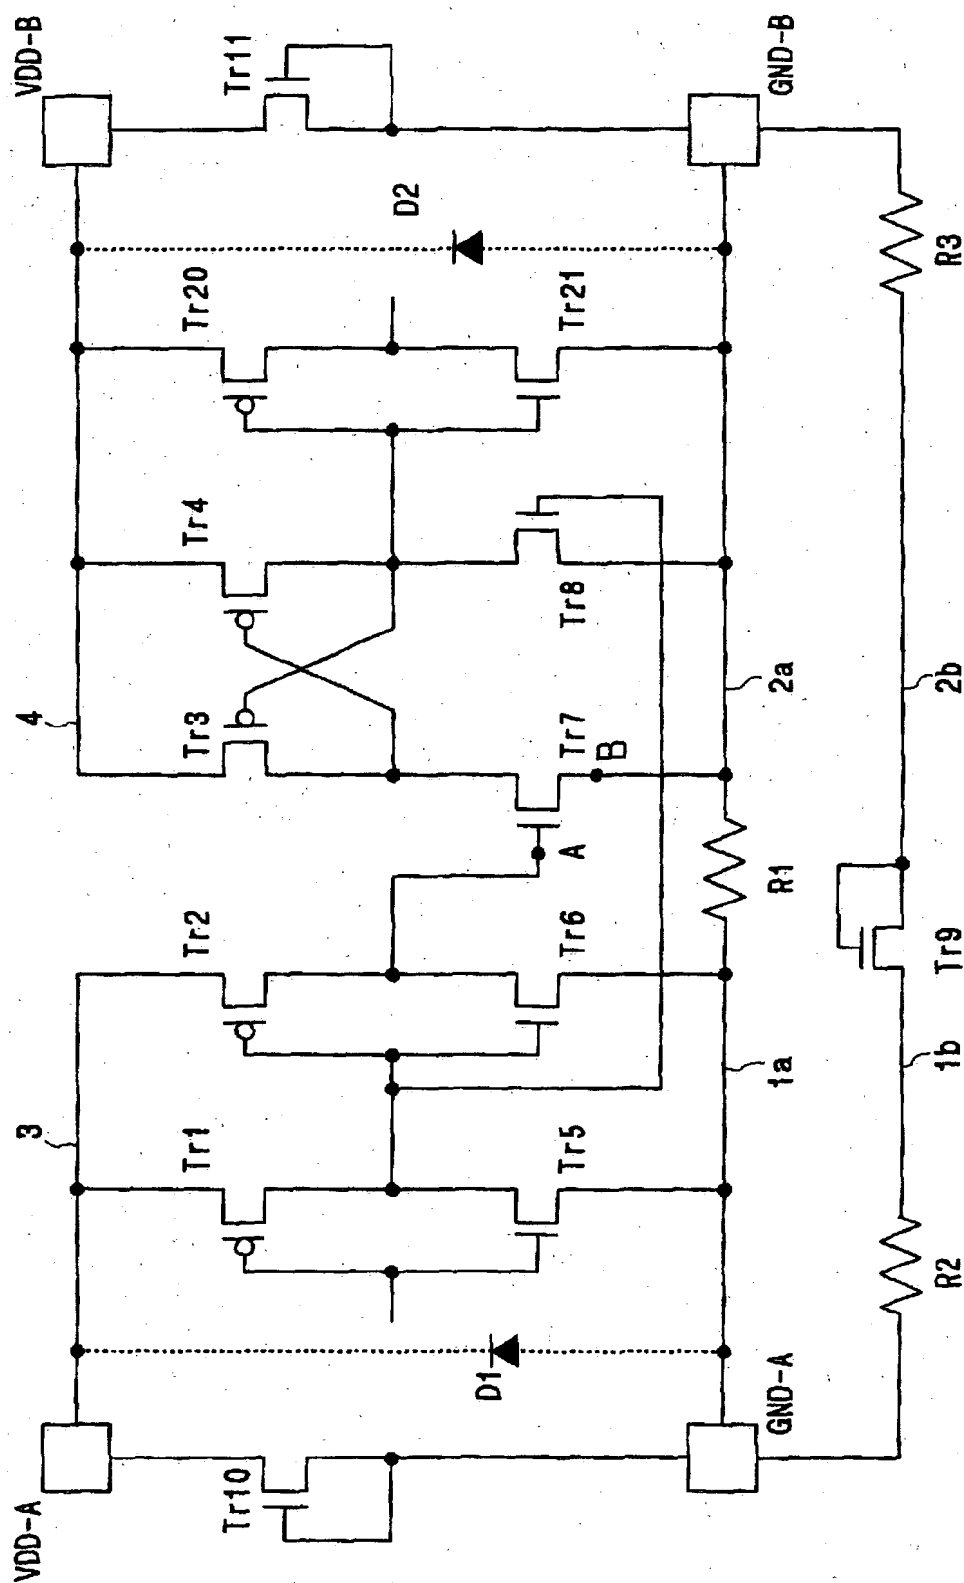 VDD-A
3
4
VDD-B
Tr10
Tr1
Tr2
Tr3
Tr4
Tr20
Tr11
D1
D2
A
B
Tr5
Tr6
Tr7
Tr8
Tr21
GND-A
1a
R1
2a
GND-B
R2
1b
Tr9
2b
R3